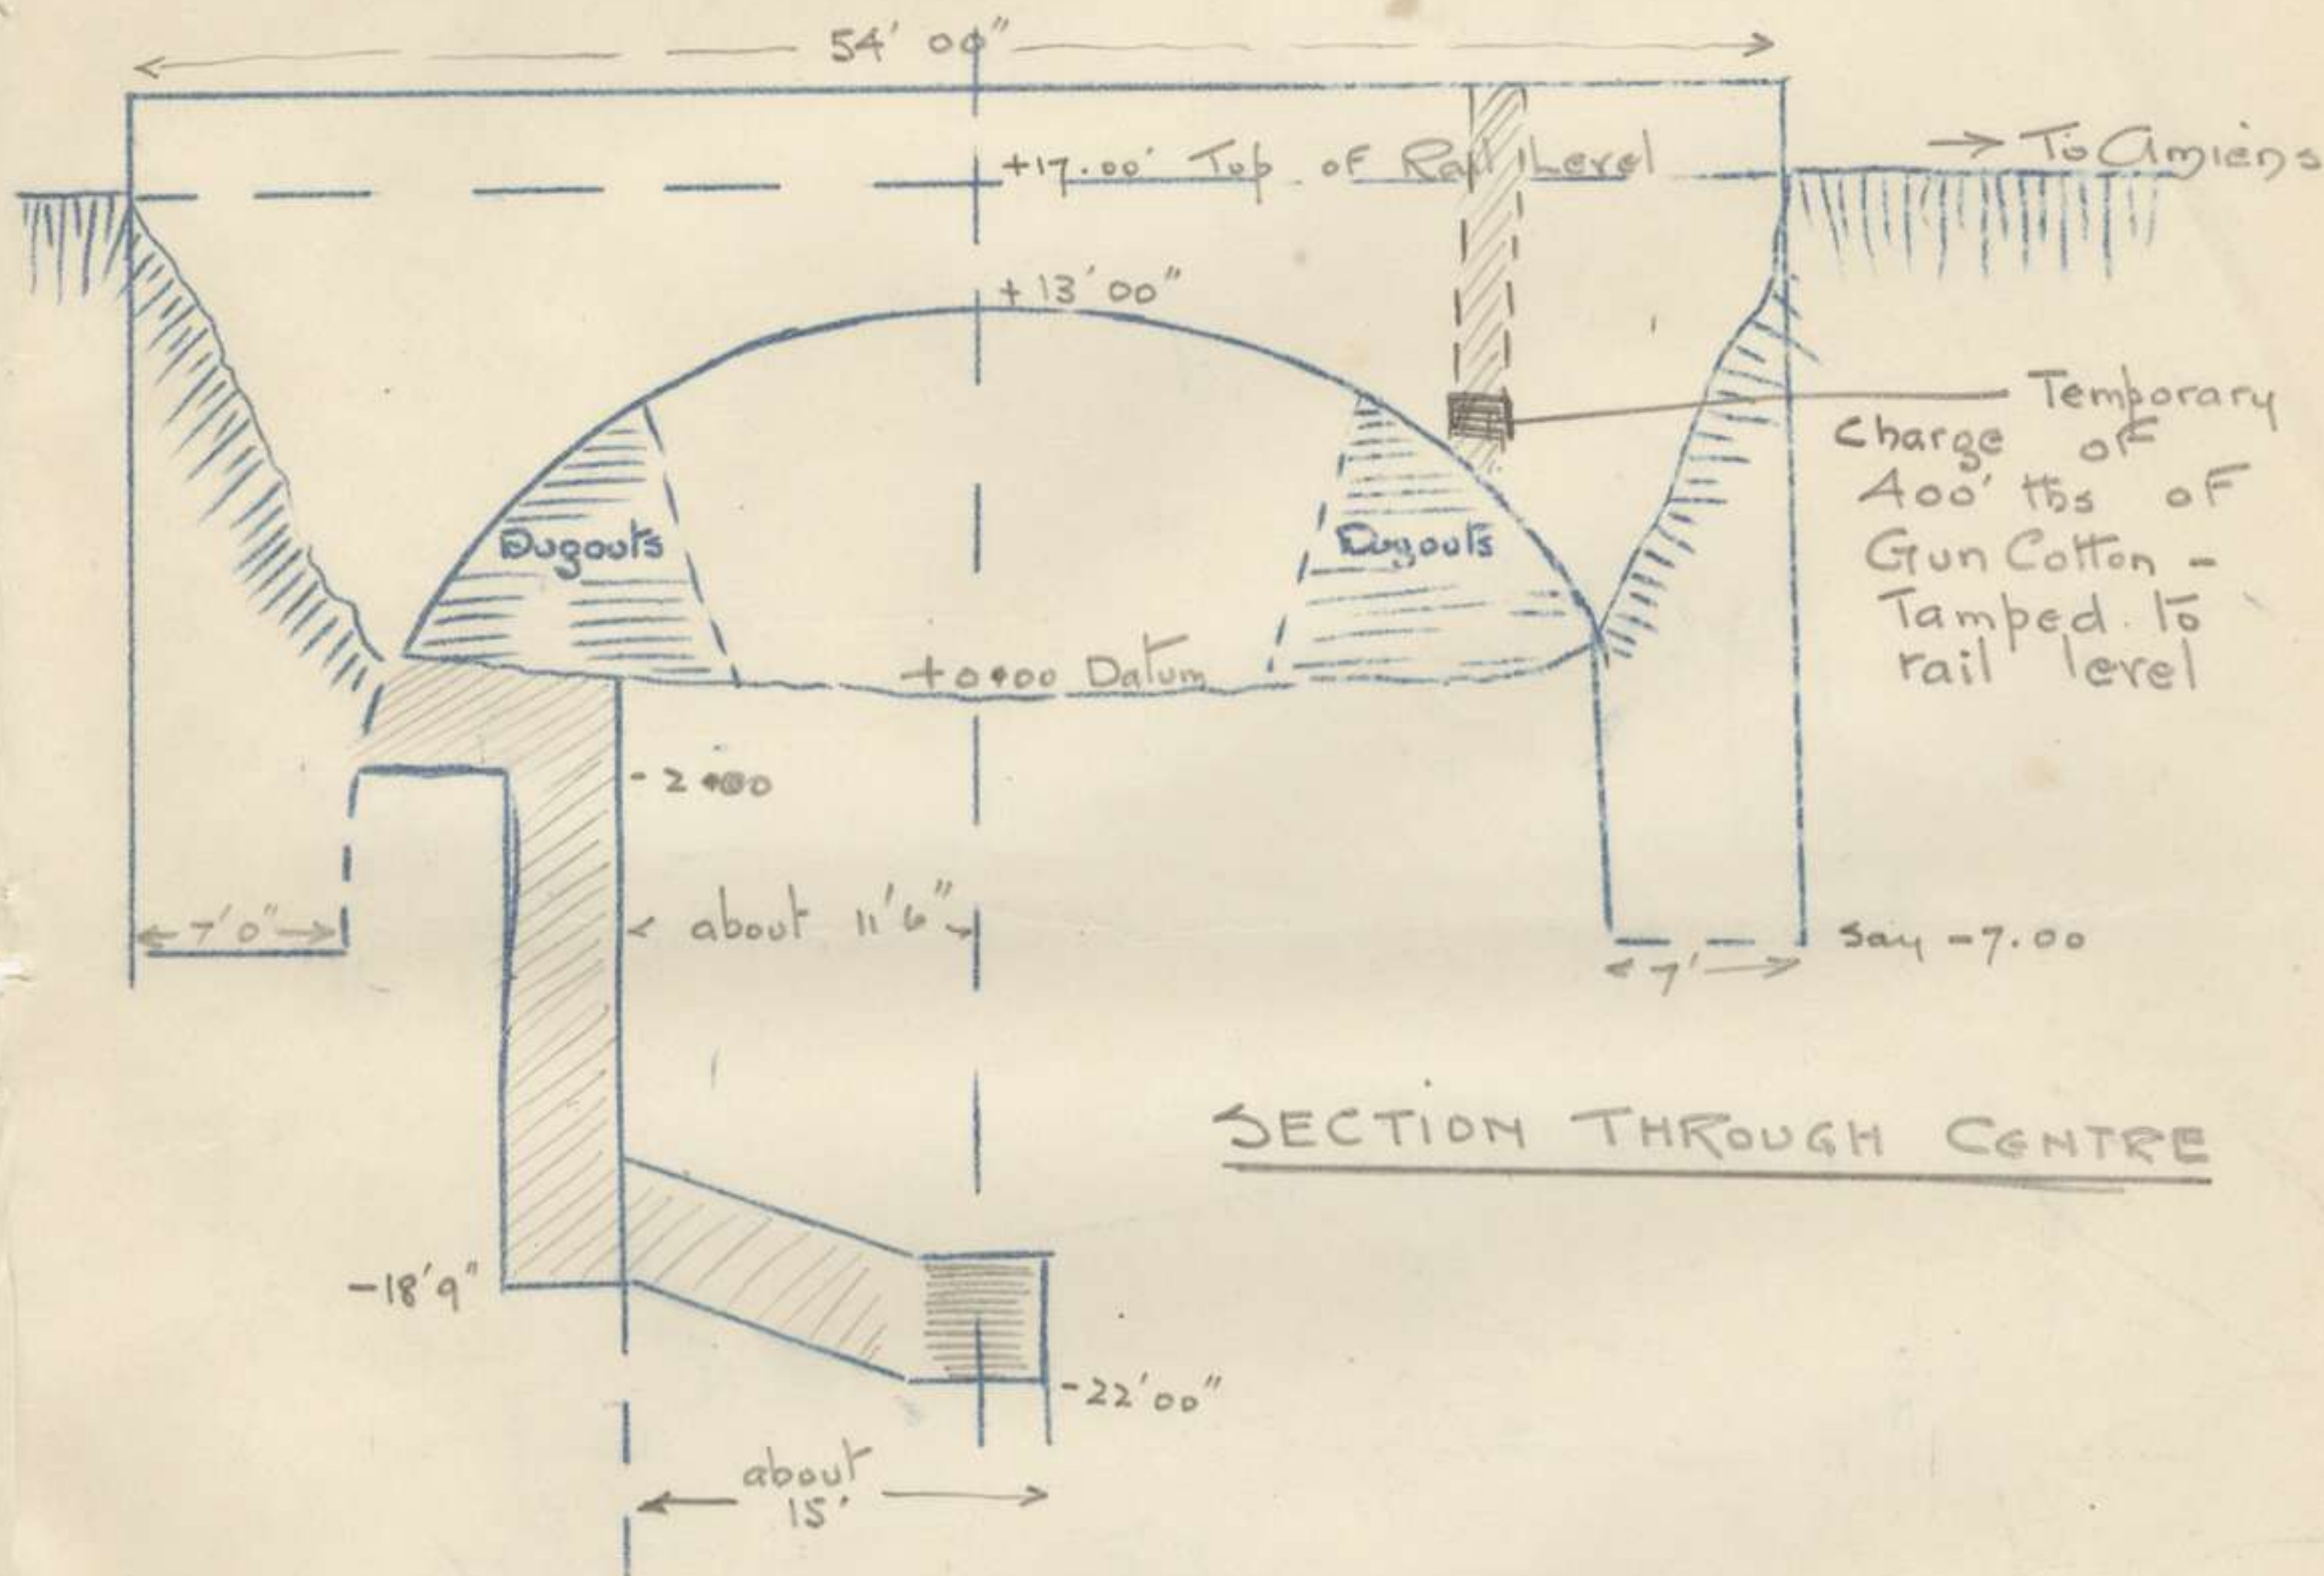 54' 00"
→ To Amiens
+17.00' Top of Rail Level
+13'00"
Temporary
Charge of
400' lbs of
Gun Cotton -
Tamped to
rail level
Dugouts
Dugouts
+0.00 Datum
7'0"
about 11'6"
say -7.00
7'
SECTION THROUGH CENTRE
-18'9"
-22'00"
about
15'